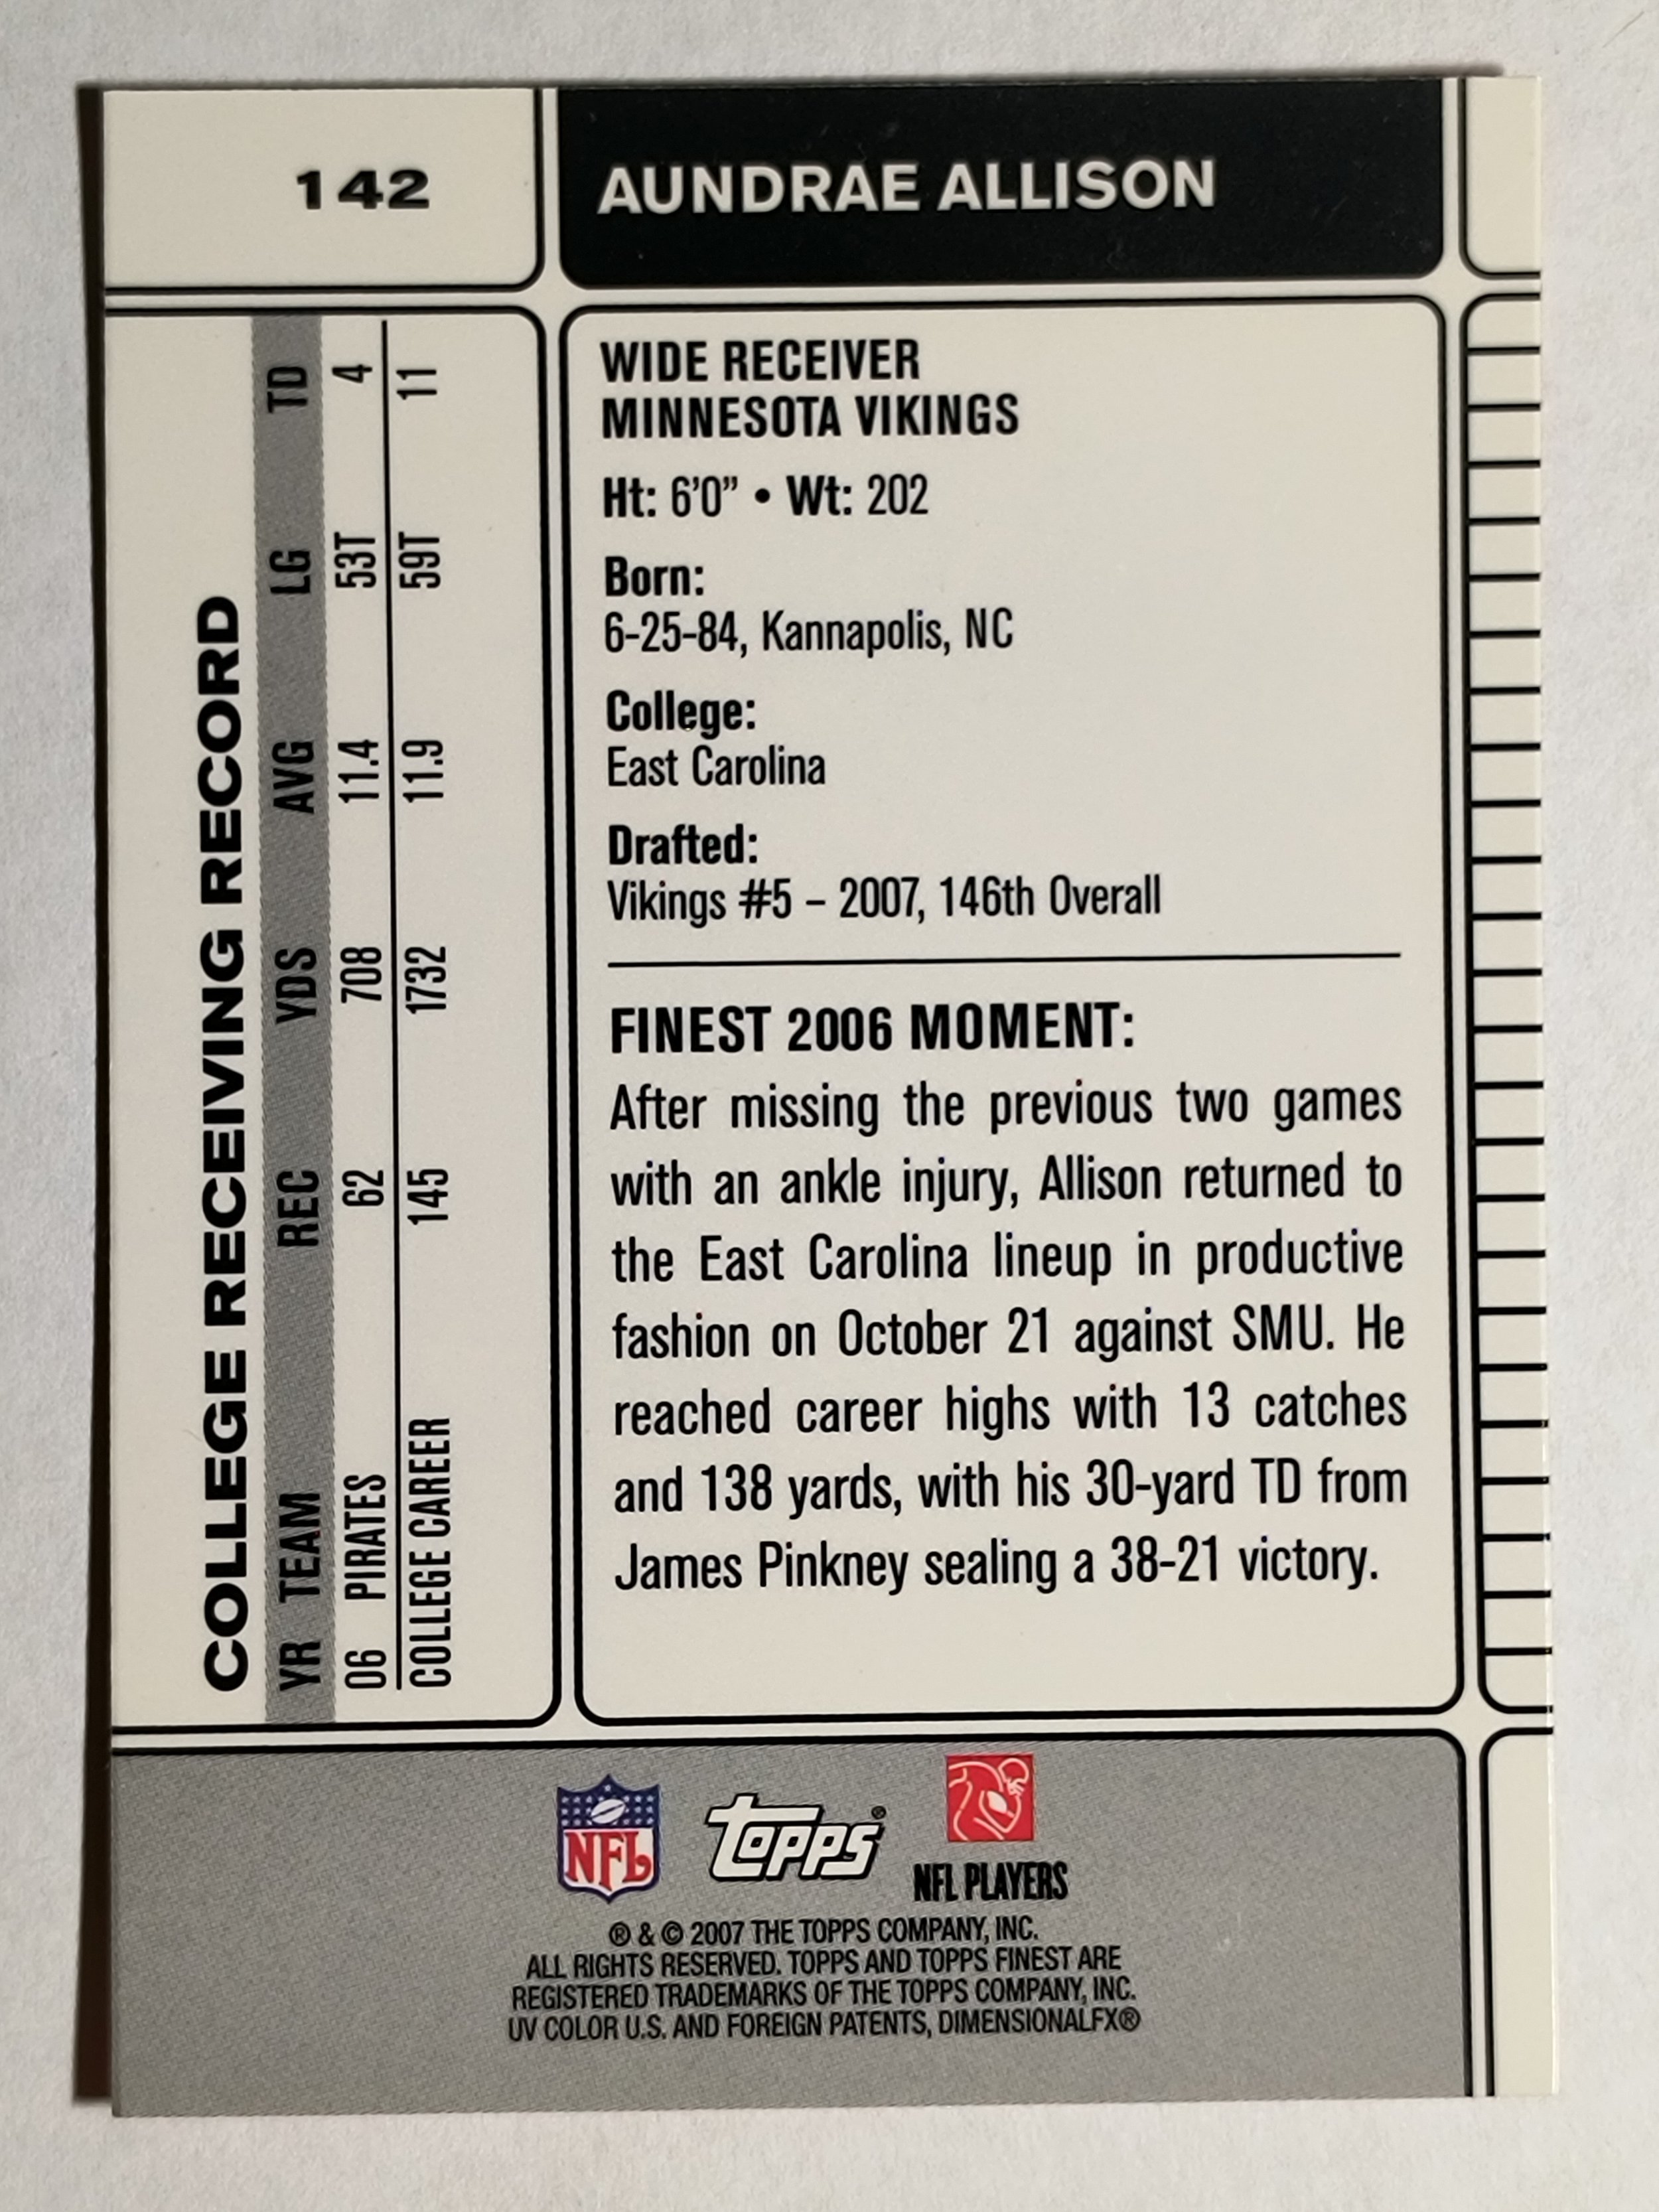 142
AUNDRAE ALLISON
COLLEGE RECEIVING RECORD
YR TEAM REC YDS AVG LG TD
06 PIRATES 62 708 11.4 53T 4
COLLEGE CAREER 145 1732 11.9 59T 11
WIDE RECEIVER
MINNESOTA VIKINGS
Ht: 6’0” • Wt: 202
Born:
6-25-84, Kannapolis, NC
College:
East Carolina
Drafted:
Vikings #5 – 2007, 146th Overall
FINEST 2006 MOMENT:
After missing the previous two games
with an ankle injury, Allison returned to
the East Carolina lineup in productive
fashion on October 21 against SMU. He
reached career highs with 13 catches
and 138 yards, with his 30-yard TD from
James Pinkney sealing a 38-21 victory.
NFL
Topps®
NFL PLAYERS
® & © 2007 THE TOPPS COMPANY, INC.
ALL RIGHTS RESERVED. TOPPS AND TOPPS FINEST ARE
REGISTERED TRADEMARKS OF THE TOPPS COMPANY, INC.
UV COLOR U.S. AND FOREIGN PATENTS, DIMENSIONALFX®